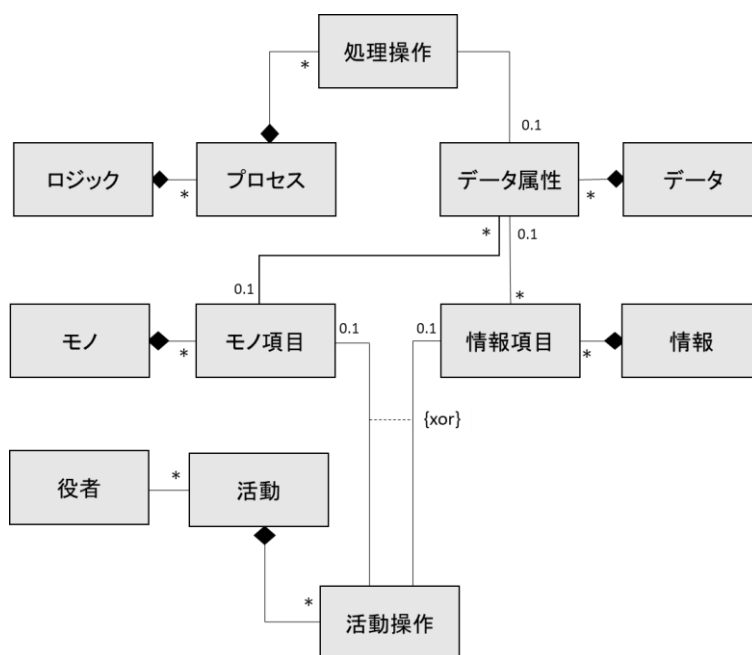 処理操作
*
0.1
ロジック
*
プロセス
データ属性
*
データ
*
0.1
0.1
*
モノ
*
モノ項目
0.1
0.1
情報項目
*
情報
{xor}
役者
*
活動
*
活動操作